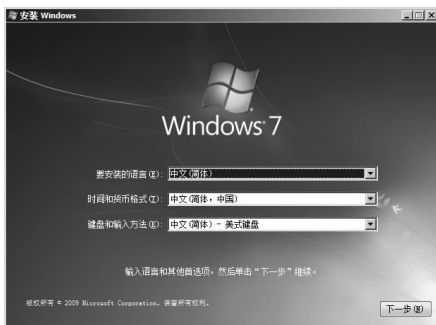 安装 Windows
Windows 7
要安装的语言(E): 中文(简体)
时间和货币格式(T): 中文(简体，中国)
键盘和输入方法(K): 中文(简体) - 美式键盘
输入语言和其他首选项，然后单击“下一步”继续。
版权所有 © 2009 Microsoft Corporation。保留所有权利。
下一步(N)